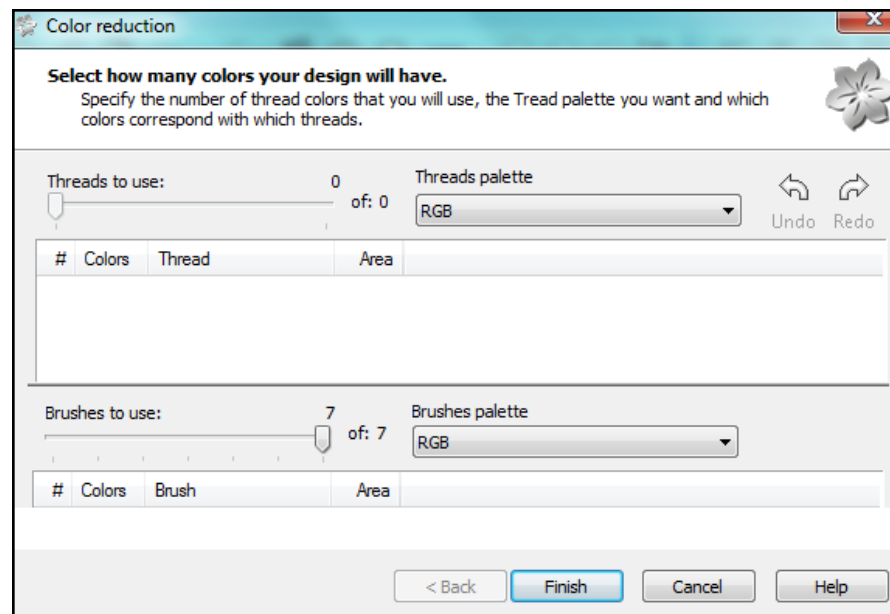 Color reduction
Select how many colors your design will have.
Specify the number of thread colors that you will use, the Tread palette you want and which
colors correspond with which threads.
Threads to use: 0 of: 0 Threads palette
RGB
Undo Redo
# Colors Thread Area
Brushes to use: 7 of: 7 Brushes palette
RGB
# Colors Brush Area
< Back Finish Cancel Help